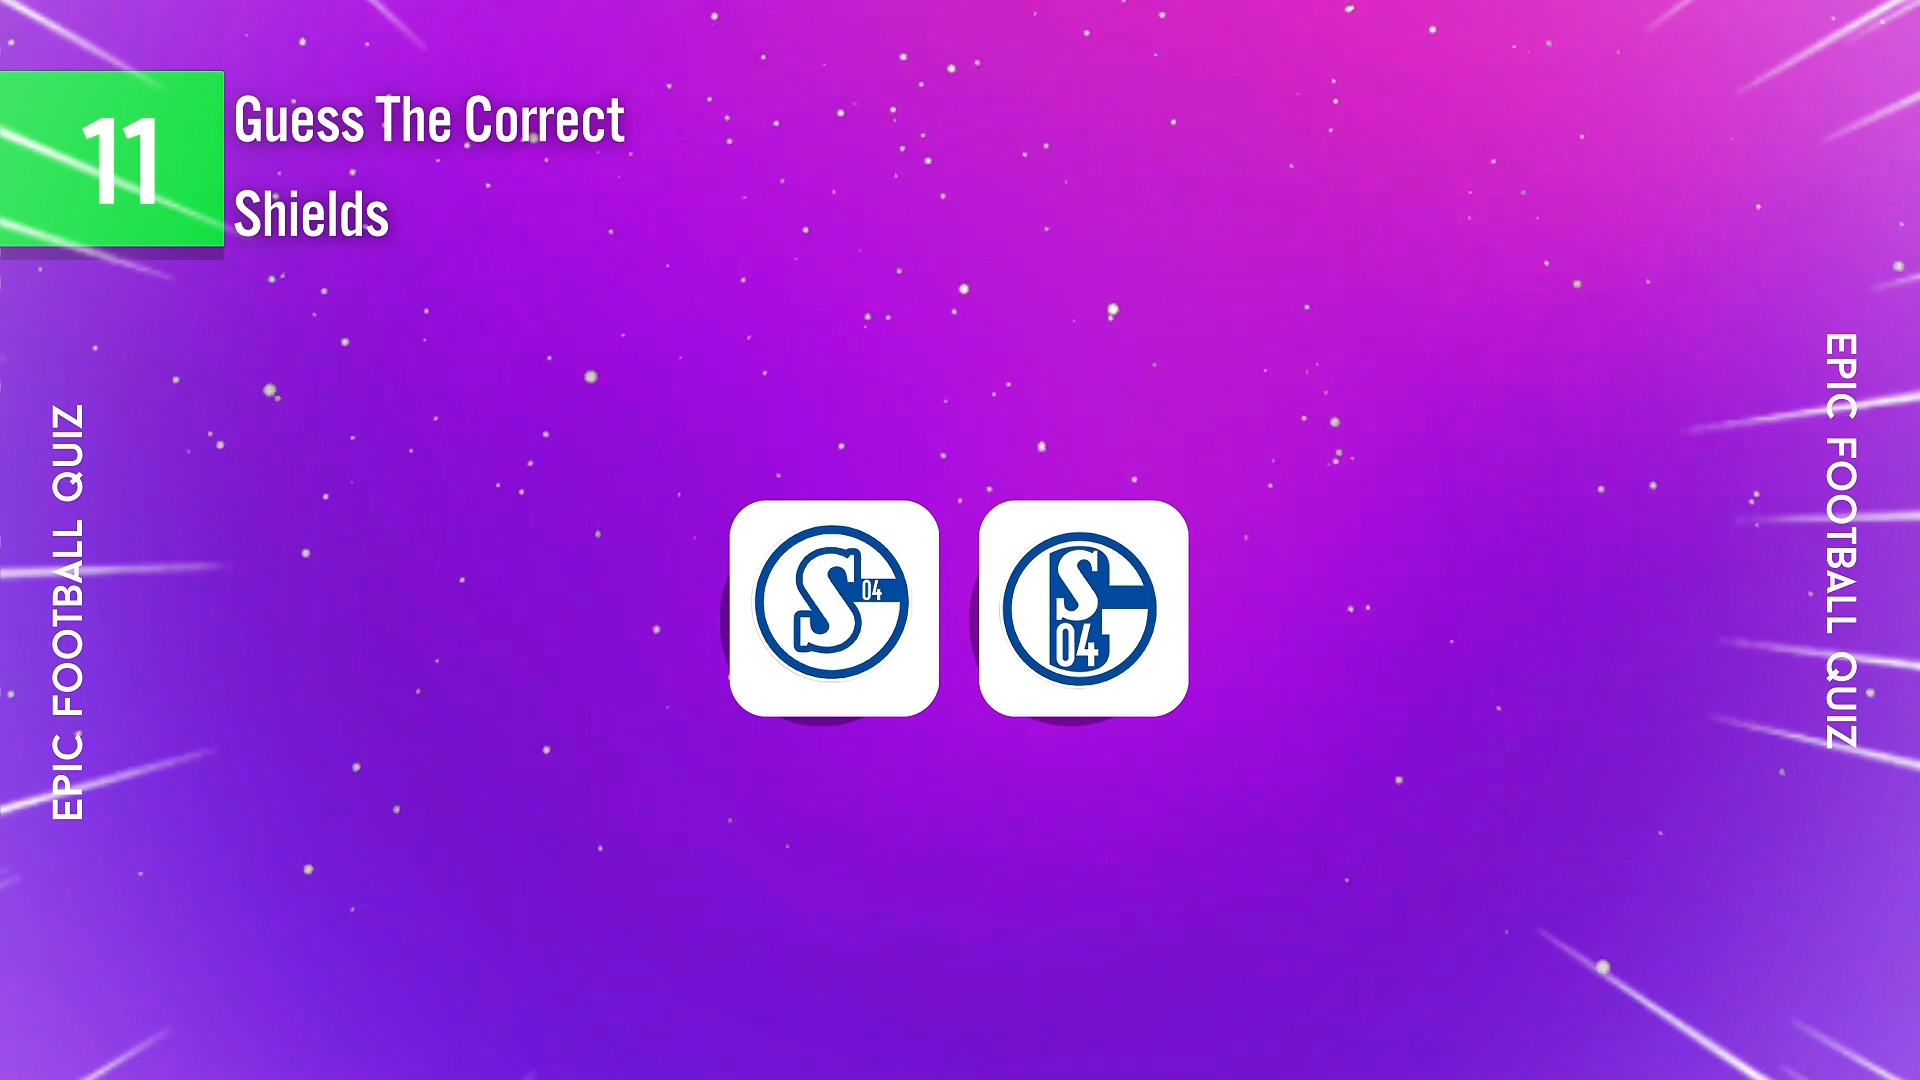 11
Guess The Correct
Shields
EPIC FOOTBALL QUIZ
EPIC FOOTBALL QUIZ
S 04
S
04